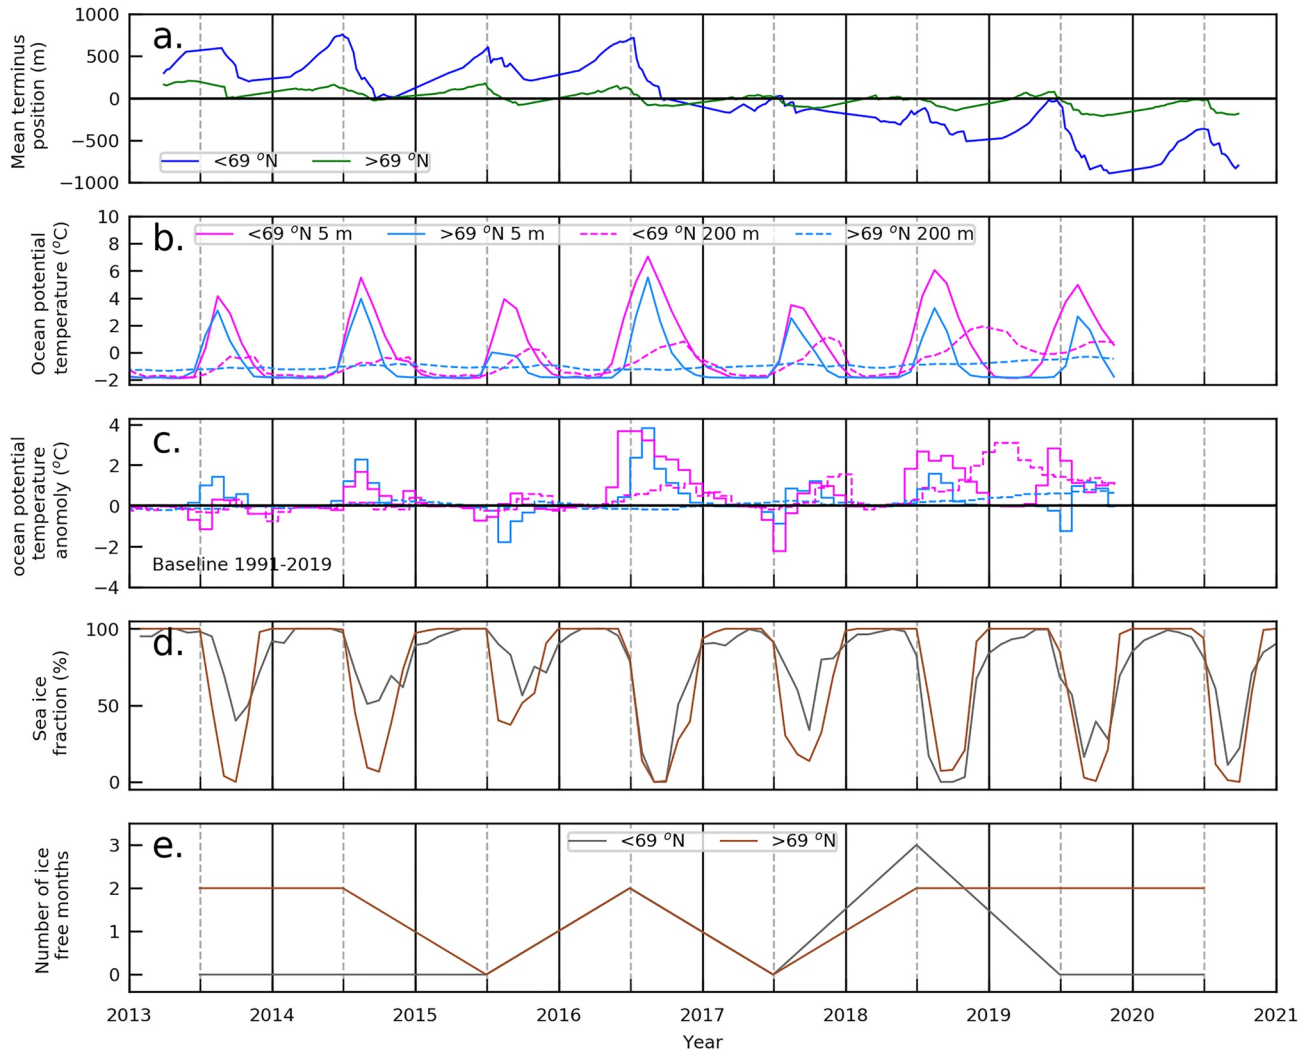 a.
1000
500
0
−500
−1000
Mean terminus
position (m)
<69 °N
>69 °N
b.
10
8
6
4
2
0
−2
Ocean potential
temperature (°C)
<69 °N 5 m
>69 °N 5 m
<69 °N 200 m
>69 °N 200 m
c.
4
2
0
−2
−4
ocean potential
temperature
anomoly (°C)
Baseline 1991-2019
d.
100
50
0
Sea ice
fraction (%)
e.
3
2
1
0
Number of ice
free months
<69 °N
>69 °N
2013 2014 2015 2016 2017 2018 2019 2020 2021
Year